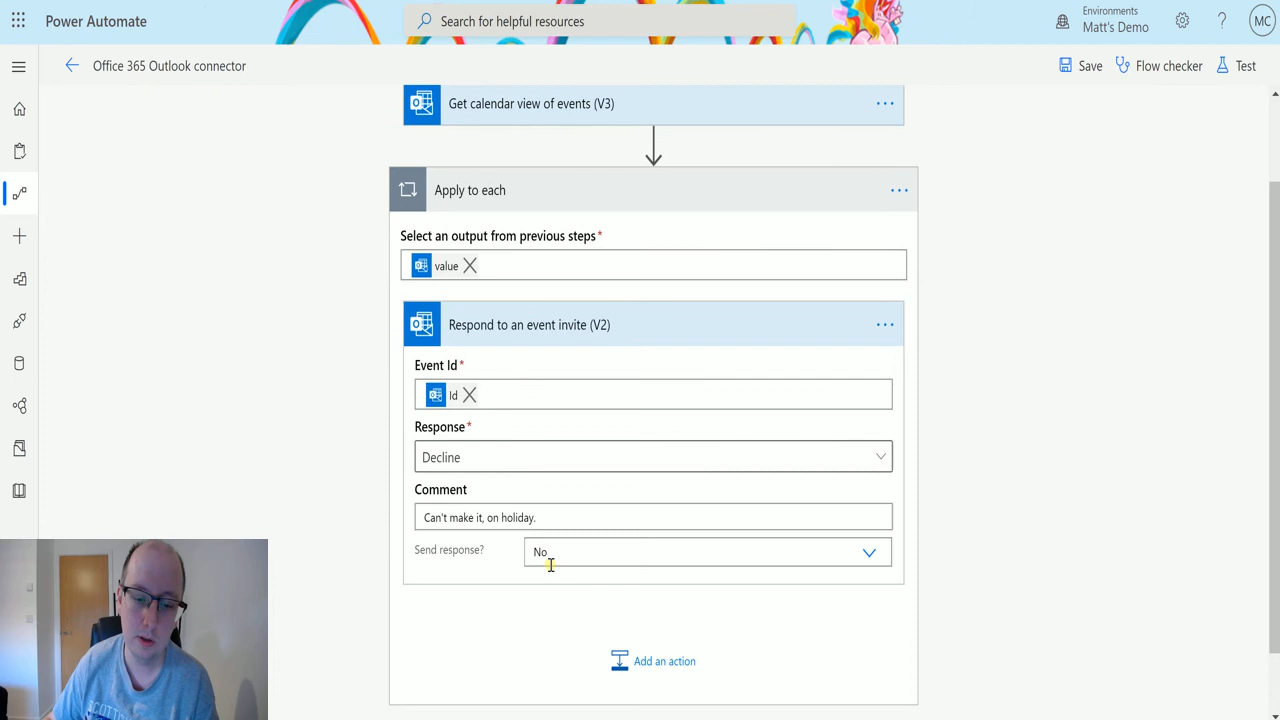 Power Automate
Search for helpful resources
Environments
Matt's Demo
MC
Office 365 Outlook connector
Save
Flow checker
Test
Get calendar view of events (V3)
Apply to each
Select an output from previous steps*
value
Respond to an event invite (V2)
Event Id*
Id
Response*
Decline
Comment
Can't make it, on holiday.
Send response?
No
Add an action